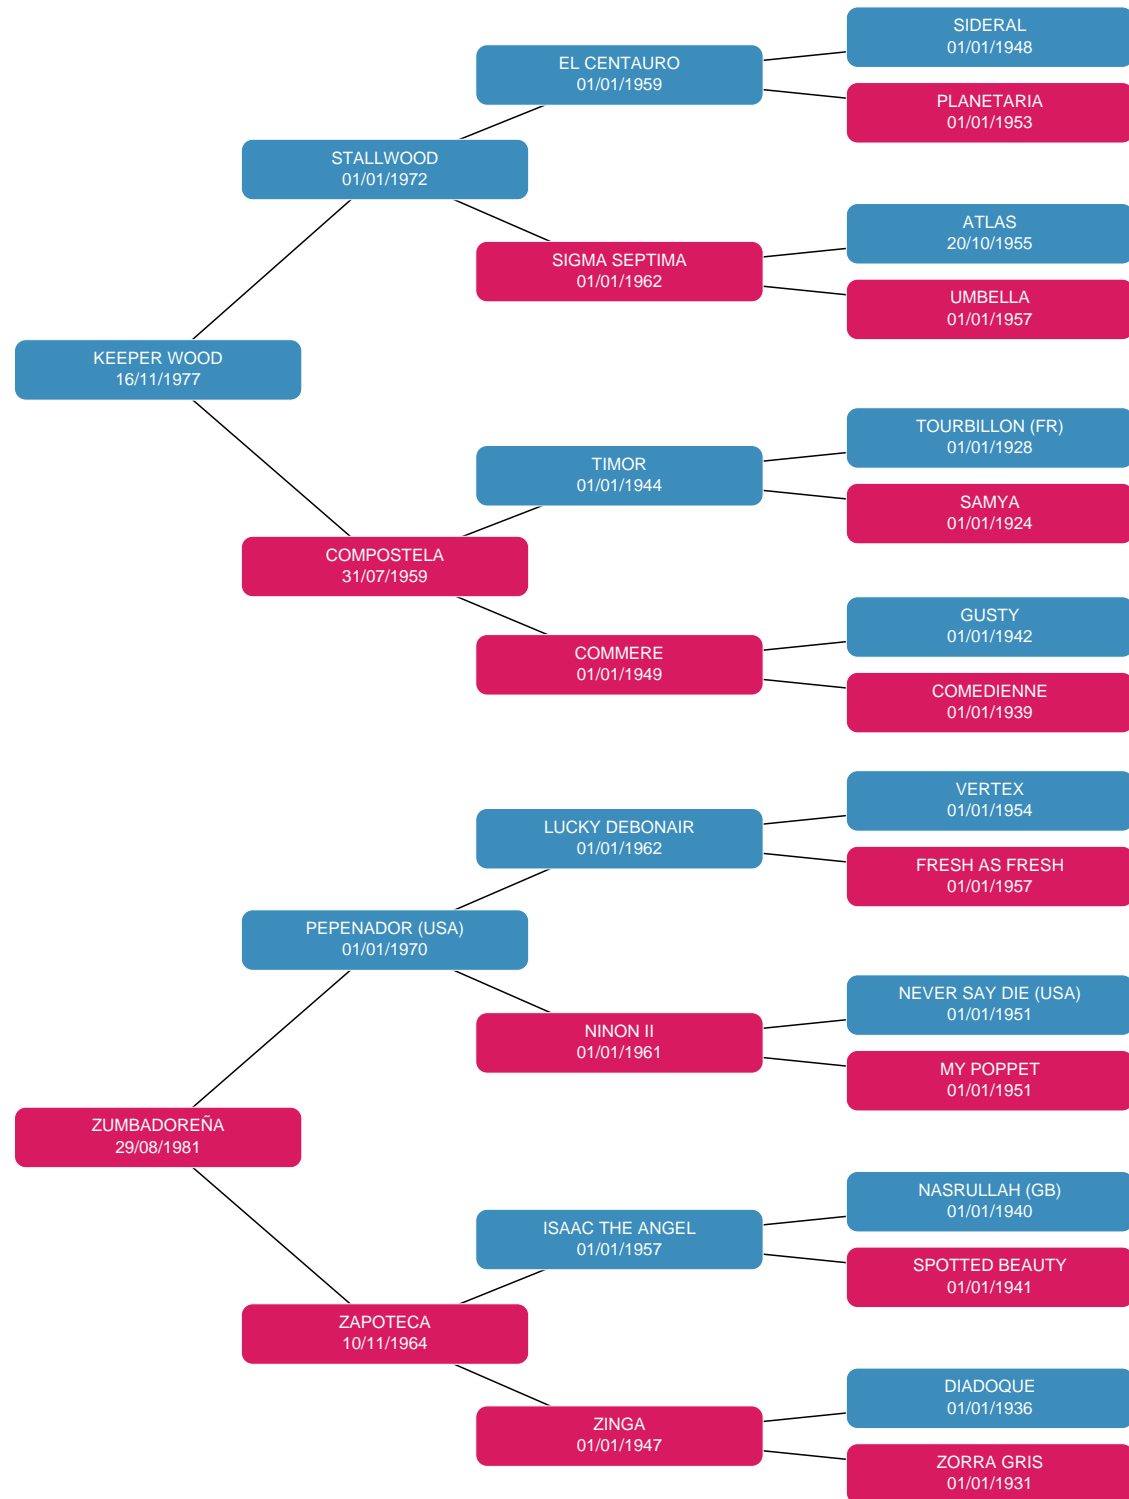 SIDERAL
01/01/1948
EL CENTAURO
01/01/1959
PLANETARIA
01/01/1953
STALLWOOD
01/01/1972
ATLAS
20/10/1955
SIGMA SEPTIMA
01/01/1962
UMBELLA
01/01/1957
KEEPER WOOD
16/11/1977
TOURBILLON (FR)
01/01/1928
TIMOR
01/01/1944
SAMYA
01/01/1924
COMPOSTELA
31/07/1959
GUSTY
01/01/1942
COMMERE
01/01/1949
COMEDIENNE
01/01/1939
VERTEX
01/01/1954
LUCKY DEBONAIR
01/01/1962
FRESH AS FRESH
01/01/1957
PEPENADOR (USA)
01/01/1970
NEVER SAY DIE (USA)
01/01/1951
NINON II
01/01/1961
MY POPPET
01/01/1951
ZUMBADOREÑA
29/08/1981
NASRULLAH (GB)
01/01/1940
ISAAC THE ANGEL
01/01/1957
SPOTTED BEAUTY
01/01/1941
ZAPOTECA
10/11/1964
DIADOQUE
01/01/1936
ZINGA
01/01/1947
ZORRA GRIS
01/01/1931